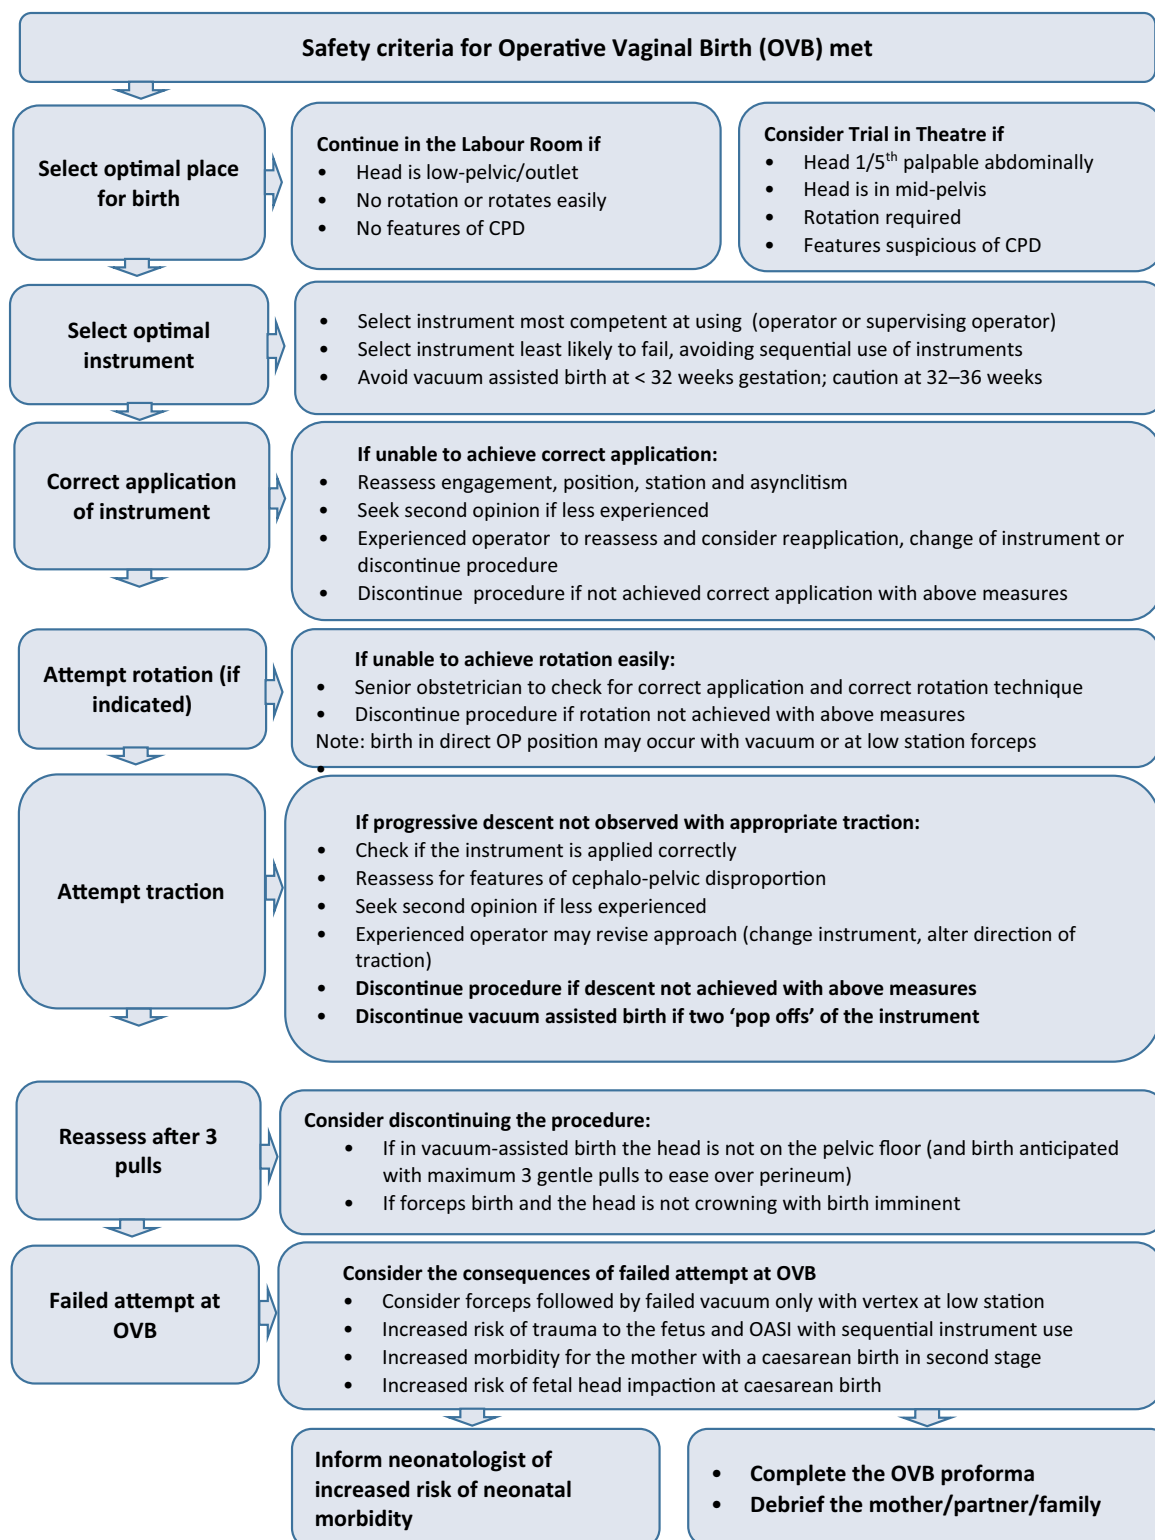 Safety criteria for Operative Vaginal Birth (OVB) met
Select optimal place
for birth
Continue in the Labour Room if
• Head is low-pelvic/outlet
• No rotation or rotates easily
• No features of CPD
Consider Trial in Theatre if
• Head 1/5th palpable abdominally
• Head is in mid-pelvis
• Rotation required
• Features suspicious of CPD
Select optimal
instrument
• Select instrument most competent at using (operator or supervising operator)
• Select instrument least likely to fail, avoiding sequential use of instruments
• Avoid vacuum assisted birth at < 32 weeks gestation; caution at 32–36 weeks
Correct application
of instrument
If unable to achieve correct application:
• Reassess engagement, position, station and asynclitism
• Seek second opinion if less experienced
• Experienced operator to reassess and consider reapplication, change of instrument or
discontinue procedure
• Discontinue procedure if not achieved correct application with above measures
Attempt rotation (if
indicated)
If unable to achieve rotation easily:
• Senior obstetrician to check for correct application and correct rotation technique
• Discontinue procedure if rotation not achieved with above measures
Note: birth in direct OP position may occur with vacuum or at low station forceps
•
Attempt traction
If progressive descent not observed with appropriate traction:
• Check if the instrument is applied correctly
• Reassess for features of cephalo-pelvic disproportion
• Seek second opinion if less experienced
• Experienced operator may revise approach (change instrument, alter direction of
traction)
• Discontinue procedure if descent not achieved with above measures
• Discontinue vacuum assisted birth if two ‘pop offs’ of the instrument
Reassess after 3
pulls
Consider discontinuing the procedure:
• If in vacuum-assisted birth the head is not on the pelvic floor (and birth anticipated
with maximum 3 gentle pulls to ease over perineum)
• If forceps birth and the head is not crowning with birth imminent
Failed attempt at
OVB
Consider the consequences of failed attempt at OVB
• Consider forceps followed by failed vacuum only with vertex at low station
• Increased risk of trauma to the fetus and OASI with sequential instrument use
• Increased morbidity for the mother with a caesarean birth in second stage
• Increased risk of fetal head impaction at caesarean birth
Inform neonatologist of
increased risk of neonatal
morbidity
• Complete the OVB proforma
• Debrief the mother/partner/family